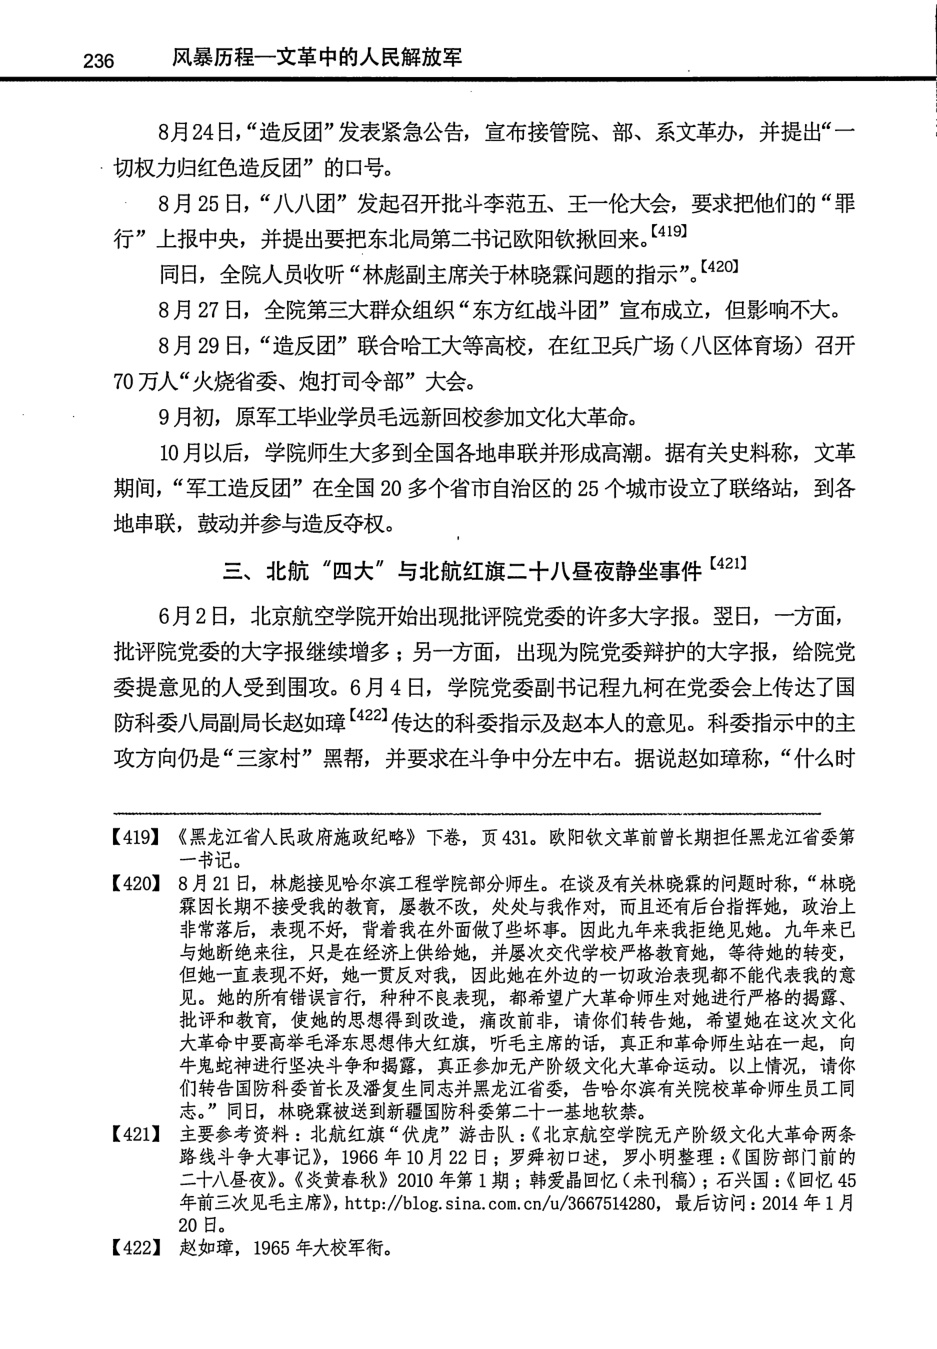 236 风暴历程—文革中的人民解放军
8月24日，“造反团”发表紧急公告，宣布接管院、部、系文革办，并提出“一
切权力归红色造反团”的口号。
8月25日，“八八团”发起召开批斗李范五、王一伦大会，要求把他们的“罪
行”上报中央，并提出要把东北局第二书记欧阳钦揪回来。【419】
同日，全院人员收听“林彪副主席关于林晓霖问题的指示”。【420】
8月27日，全院第三大群众组织“东方红战斗团”宣布成立，但影响不大。
8月29日，“造反团”联合哈工大等高校，在红卫兵广场（八区体育场）召开
70万人“火烧省委、炮打司令部”大会。
9月初，原军工毕业学员毛远新回校参加文化大革命。
10月以后，学院师生大多到全国各地串联并形成高潮。据有关史料称，文革
期间，“军工造反团”在全国20多个省市自治区的25个城市设立了联络站，到各
地串联，鼓动并参与造反夺权。
三、北航“四大”与北航红旗二十八昼夜静坐事件【421】
6月2日，北京航空学院开始出现批评院党委的许多大字报。翌日，一方面，
批评院党委的大字报继续增多；另一方面，出现为院党委辩护的大字报，给院党
委提意见的人受到围攻。6月4日，学院党委副书记程九柯在党委会上传达了国
防科委八局副局长赵如璋【422】传达的科委指示及赵本人的意见。科委指示中的主
攻方向仍是“三家村”黑帮，并要求在斗争中分左中右。据说赵如璋称，“什么时
【419】《黑龙江省人民政府施政纪略》下卷，页431。欧阳钦文革前曾长期担任黑龙江省委第
一书记。
【420】 8月21日，林彪接见哈尔滨工程学院部分师生。在谈及有关林晓霖的问题时称，“林晓
霖因长期不接受我的教育，屡教不改，处处与我作对，而且还有后台指挥她，政治上
非常落后，表现不好，背着我在外面做了些坏事。因此九年来我拒绝见她。九年来已
与她断绝来往，只是在经济上供给她，并屡次交代学校严格教育她，等待她的转变，
但她一直表现不好，她一贯反对我，因此她在外边的一切政治表现都不能代表我的意
见。她的所有错误言行，种种不良表现，都希望广大革命师生对她进行严格的揭露、
批评和教育，使她的思想得到改造，痛改前非，请你们转告她，希望她在这次文化
大革命中要高举毛泽东思想伟大红旗，听毛主席的话，真正和革命师生站在一起，向
牛鬼蛇神进行坚决斗争和揭露，真正参加无产阶级文化大革命运动。以上情况，请你
们转告国防科委首长及潘复生同志并黑龙江省委，告哈尔滨有关院校革命师生员工同
志。”同日，林晓霖被送到新疆国防科委第二十一基地软禁。
【421】 主要参考资料：北航红旗“伏虎”游击队：《北京航空学院无产阶级文化大革命两条
路线斗争大事记》，1966年10月22日；罗舜初口述，罗小明整理：《国防部门前的
二十八昼夜》。《炎黄春秋》2010年第1期；韩爱晶回忆（未刊稿）；石兴国：《回忆45
年前三次见毛主席》，http://blog.sina.com.cn/u/3667514280，最后访问：2014年1月
20日。
【422】 赵如璋，1965年大校军衔。